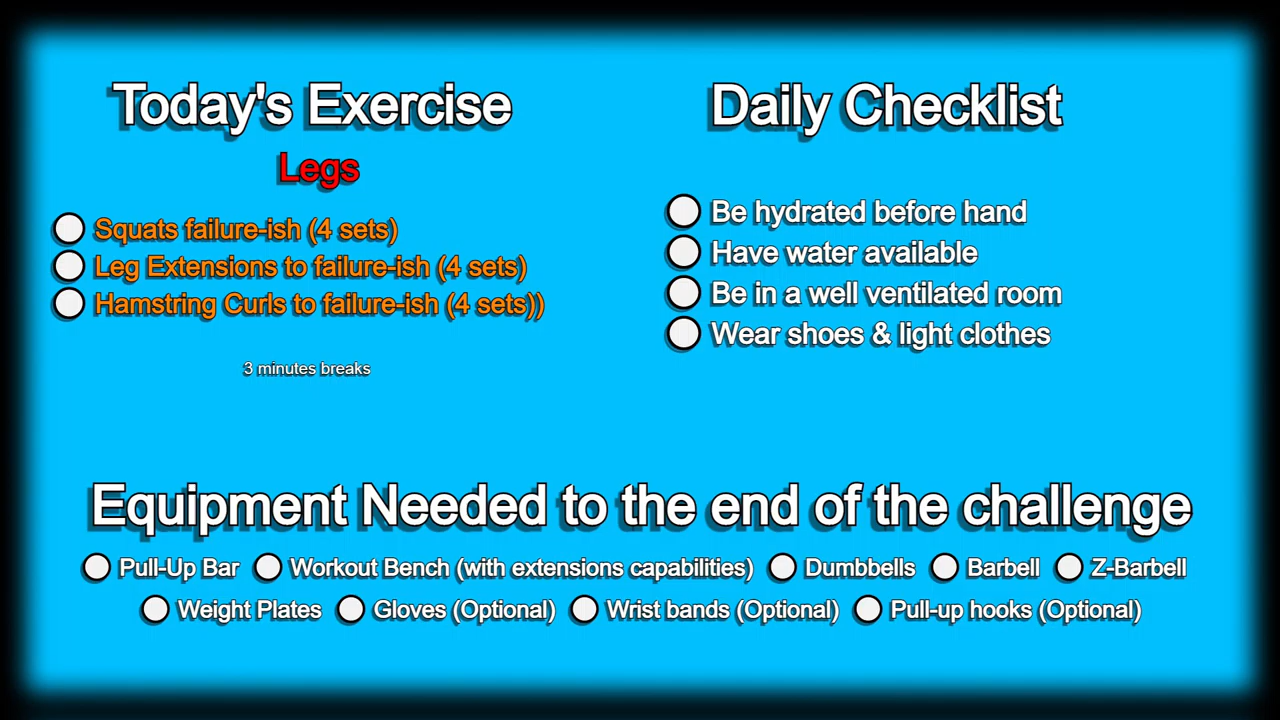 Today's Exercise
Legs
Squats failure-ish (4 sets)
Leg Extensions to failure-ish (4 sets)
Hamstring Curls to failure-ish (4 sets))
3 minutes breaks
Daily Checklist
Be hydrated before hand
Have water available
Be in a well ventilated room
Wear shoes & light clothes
Equipment Needed to the end of the challenge
Pull-Up Bar Workout Bench (with extensions capabilities) Dumbbells Barbell Z-Barbell
Weight Plates Gloves (Optional) Wrist bands (Optional) Pull-up hooks (Optional)